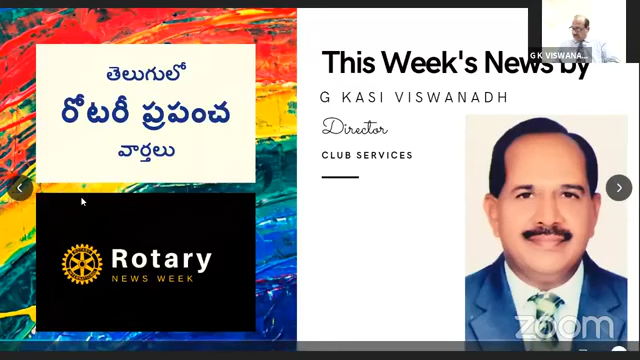 తెలుగులో
రోటరీ ప్రపంచ
వార్తలు
Rotary
NEWS WEEK
This Week's News by
G KASI VISWANADH
Director
CLUB SERVICES
G K VISWANA...
zoom